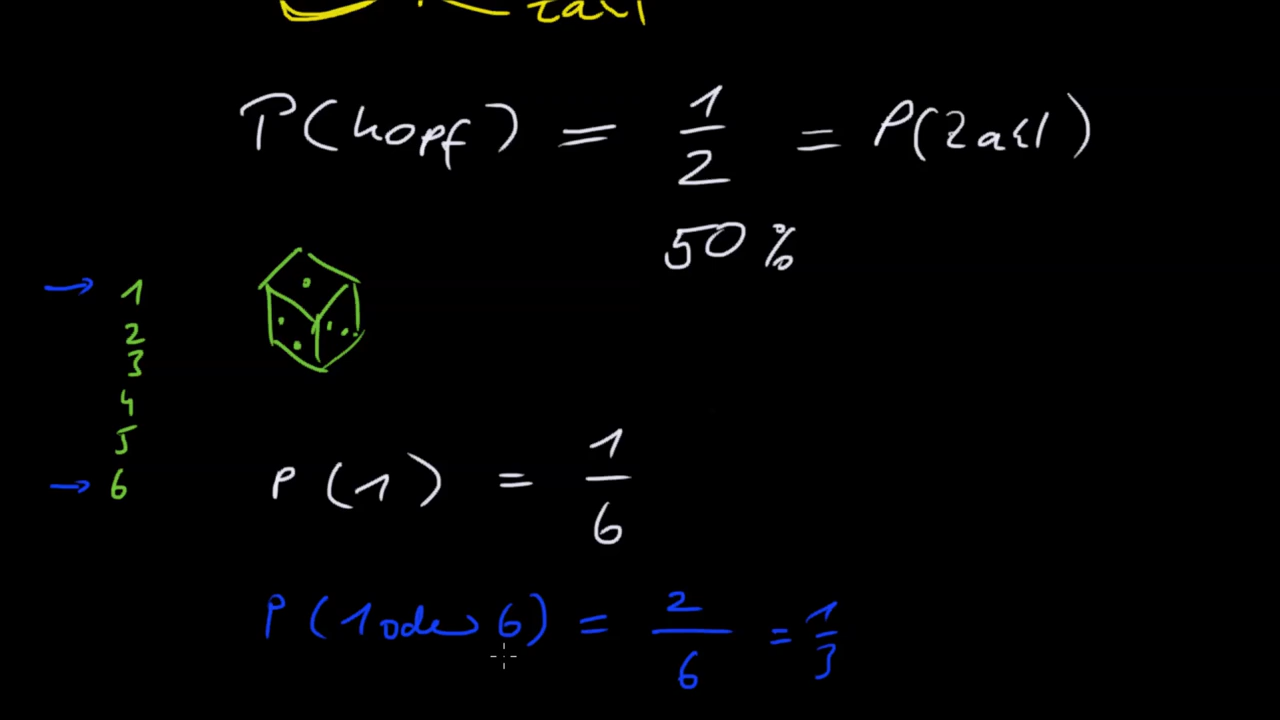 Zahl
P(Kopf) = 1/2 = P(Zahl)
50 %
1
2
3
4
5
6
P(1) = 1/6
P(1 oder 6) = 2/6 = 1/3